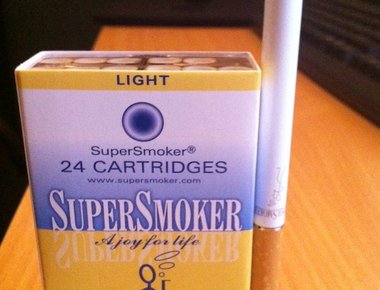 LIGHT
SuperSmoker®
24 CARTRIDGES
www.supersmoker.com
SUPERSMOKER
A joy for life